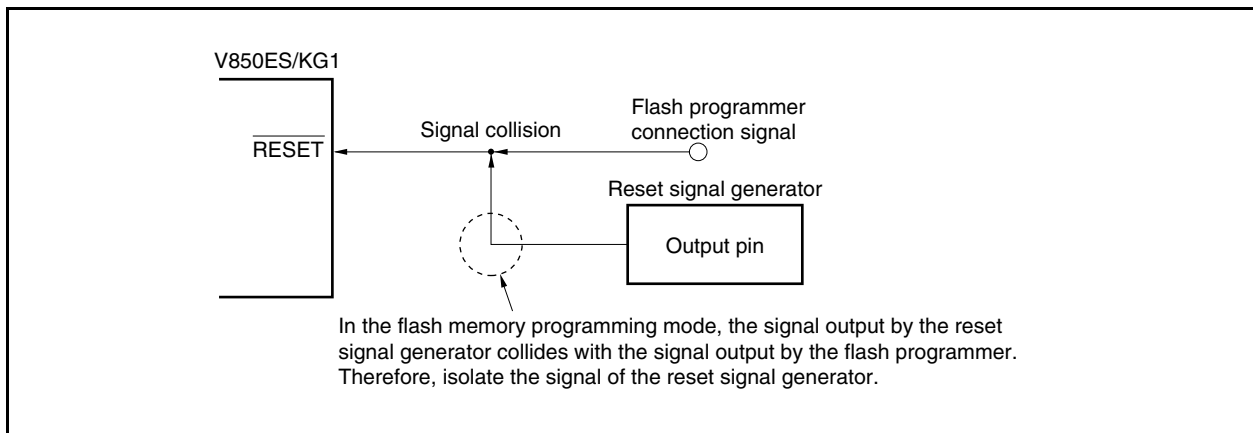 V850ES/KG1
Flash programmer
connection signal
Signal collision
RESET
Reset signal generator
Output pin
In the flash memory programming mode, the signal output by the reset
signal generator collides with the signal output by the flash programmer.
Therefore, isolate the signal of the reset signal generator.